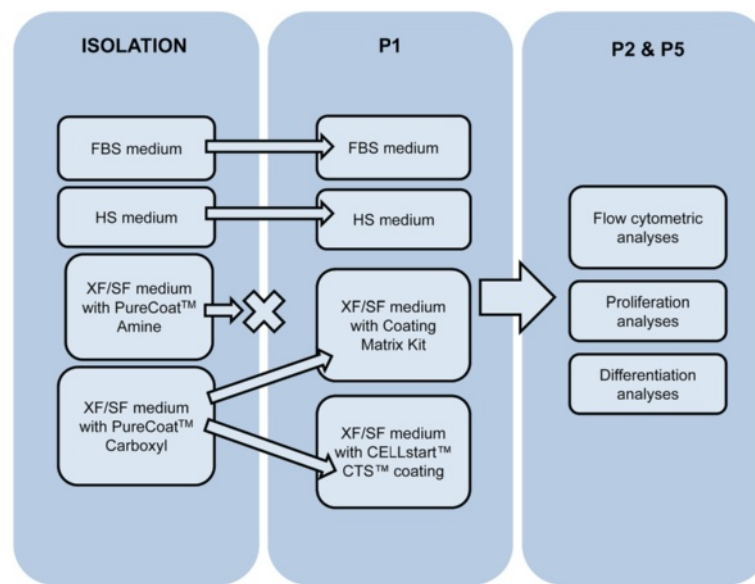 ISOLATION
FBS medium
HS medium
XF/SF medium
with PureCoat™
Amine
XF/SF medium
with PureCoat™
Carboxyl
P1
FBS medium
HS medium
XF/SF medium
with Coating
Matrix Kit
XF/SF medium
with CELLstart™
CTS™ coating
P2 & P5
Flow cytometric
analyses
Proliferation
analyses
Differentiation
analyses